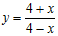 y = (4 + x)/(4 − x)